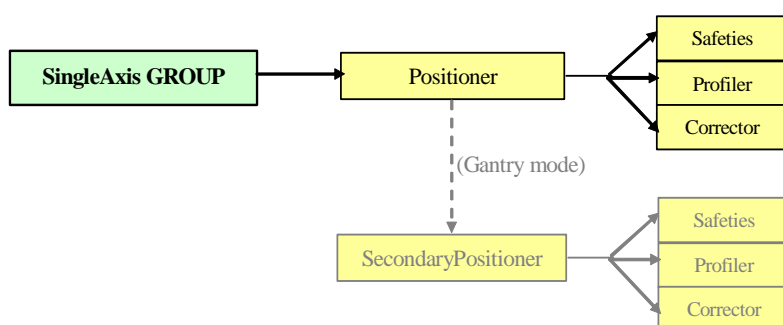 SingleAxis GROUP
Positioner
Safeties
Profiler
Corrector
(Gantry mode)
SecondaryPositioner
Safeties
Profiler
Corrector